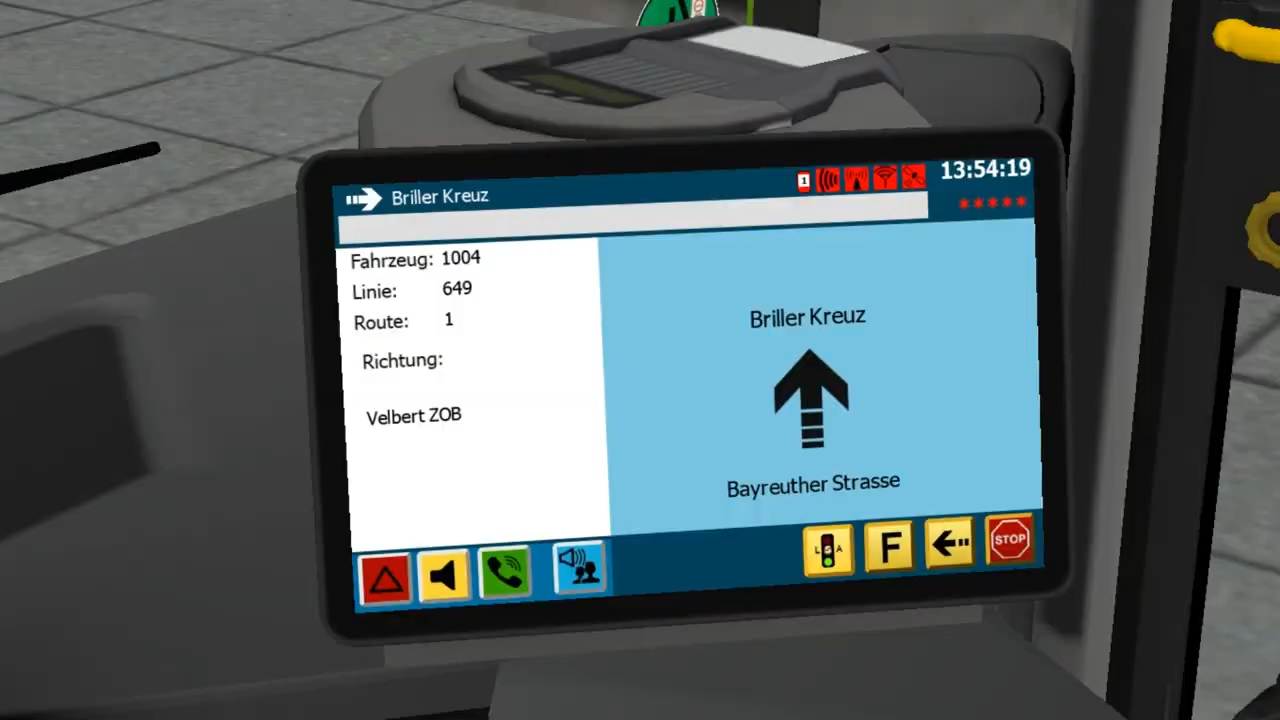 Briller Kreuz
1
13:54:19
*****
Fahrzeug: 1004
Linie: 649
Route: 1
Richtung:
Velbert ZOB
Briller Kreuz
Bayreuther Strasse
L S A
F
STOP